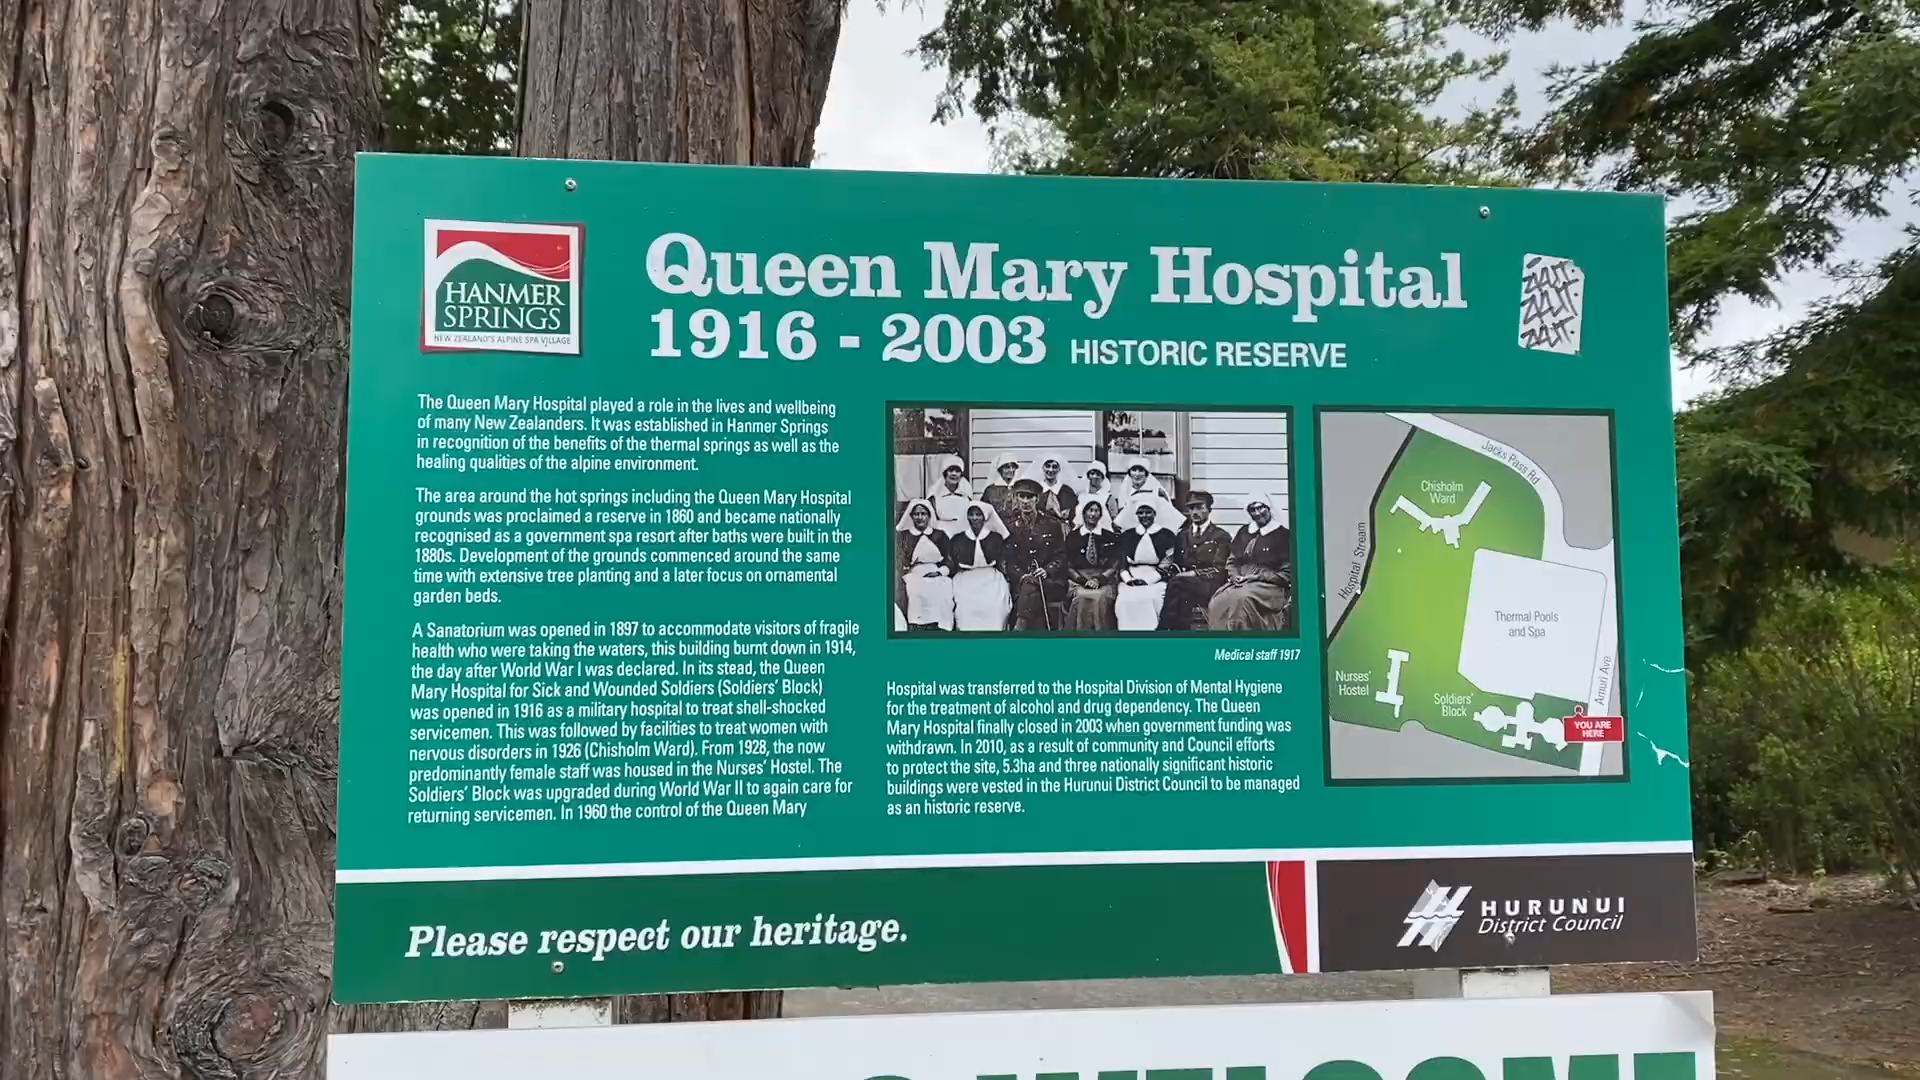 HANMER
SPRINGS
NEW ZEALAND'S ALPINE SPA VILLAGE
Queen Mary Hospital
1916 - 2003 HISTORIC RESERVE
The Queen Mary Hospital played a role in the lives and wellbeing
of many New Zealanders. It was established in Hanmer Springs
in recognition of the benefits of the thermal springs as well as the
healing qualities of the alpine environment.
The area around the hot springs including the Queen Mary Hospital
grounds was proclaimed a reserve in 1860 and became nationally
recognised as a government spa resort after baths were built in the
1880s. Development of the grounds commenced around the same
time with extensive tree planting and a later focus on ornamental
garden beds.
A Sanatorium was opened in 1897 to accommodate visitors of fragile
health who were taking the waters, this building burnt down in 1914,
the day after World War I was declared. In its stead, the Queen
Mary Hospital for Sick and Wounded Soldiers (Soldiers' Block)
was opened in 1916 as a military hospital to treat shell-shocked
servicemen. This was followed by facilities to treat women with
nervous disorders in 1926 (Chisholm Ward). From 1928, the now
predominantly female staff was housed in the Nurses' Hostel. The
Soldiers' Block was upgraded during World War II to again care for
returning servicemen. In 1960 the control of the Queen Mary
Medical staff 1917
Hospital was transferred to the Hospital Division of Mental Hygiene
for the treatment of alcohol and drug dependency. The Queen
Mary Hospital finally closed in 2003 when government funding was
withdrawn. In 2010, as a result of community and Council efforts
to protect the site, 5.3ha and three nationally significant historic
buildings were vested in the Hurunui District Council to be managed
as an historic reserve.
Jacks Pass Rd
Chisholm
Ward
Hospital Stream
Thermal Pools
and Spa
Nurses'
Hostel
Soldiers'
Block
Amuri Ave
YOU ARE
HERE
Please respect our heritage.
HURUNUI
District Council
WELCOME